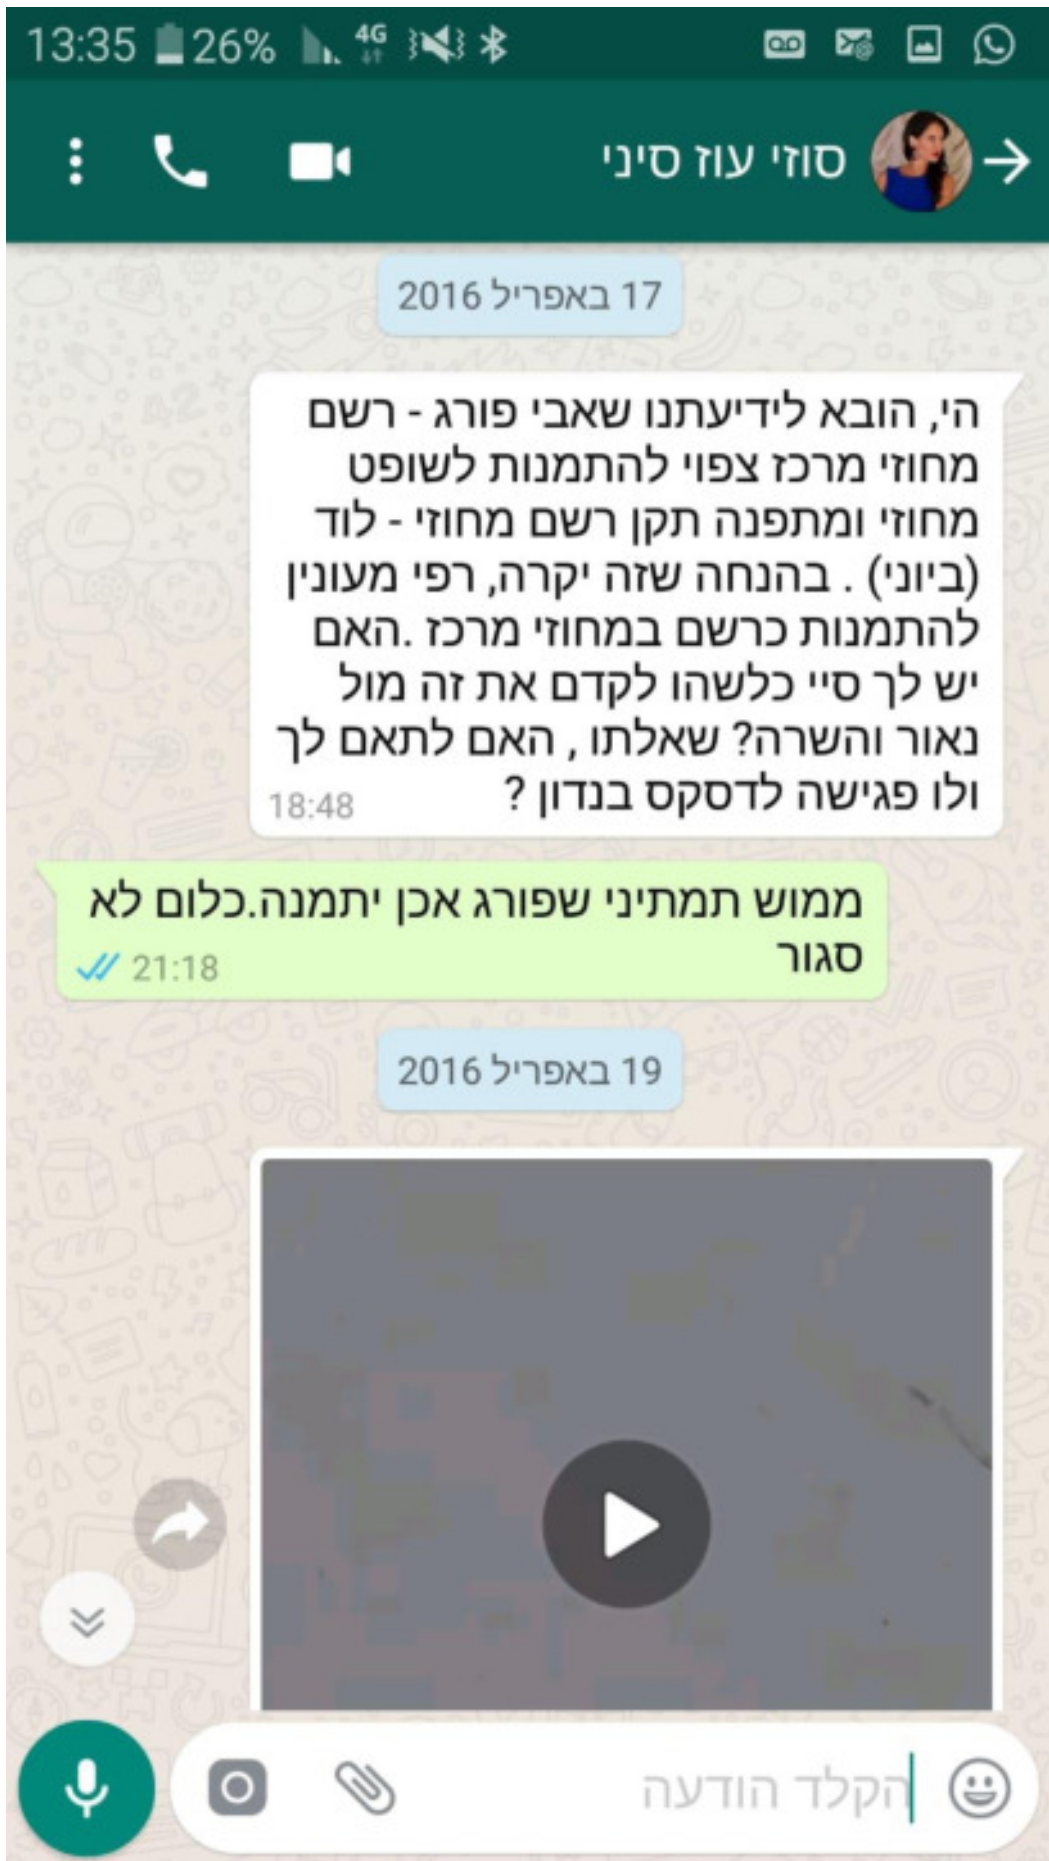 13:35 26% 4G
סוזי עוז סיני
17 באפריל 2016
הי, הובא לידיעתנו שאבי פורג - רשם
מחוזי מרכז צפוי להתמנות לשופט
מחוזי ומתפנה תקן רשם מחוזי - לוד
(ביוני) . בהנחה שזה יקרה, רפי מעונין
להתמנות כרשם במחוזי מרכז .האם
יש לך סיי כלשהו לקדם את זה מול
נאור והשרה? שאלתו , האם לתאם לך
ולו פגישה לדסקס בנדון ?
18:48
ממוש תמתיני שפורג אכן יתמנה.כלום לא
סגור
21:18
19 באפריל 2016
הקלד הודעה